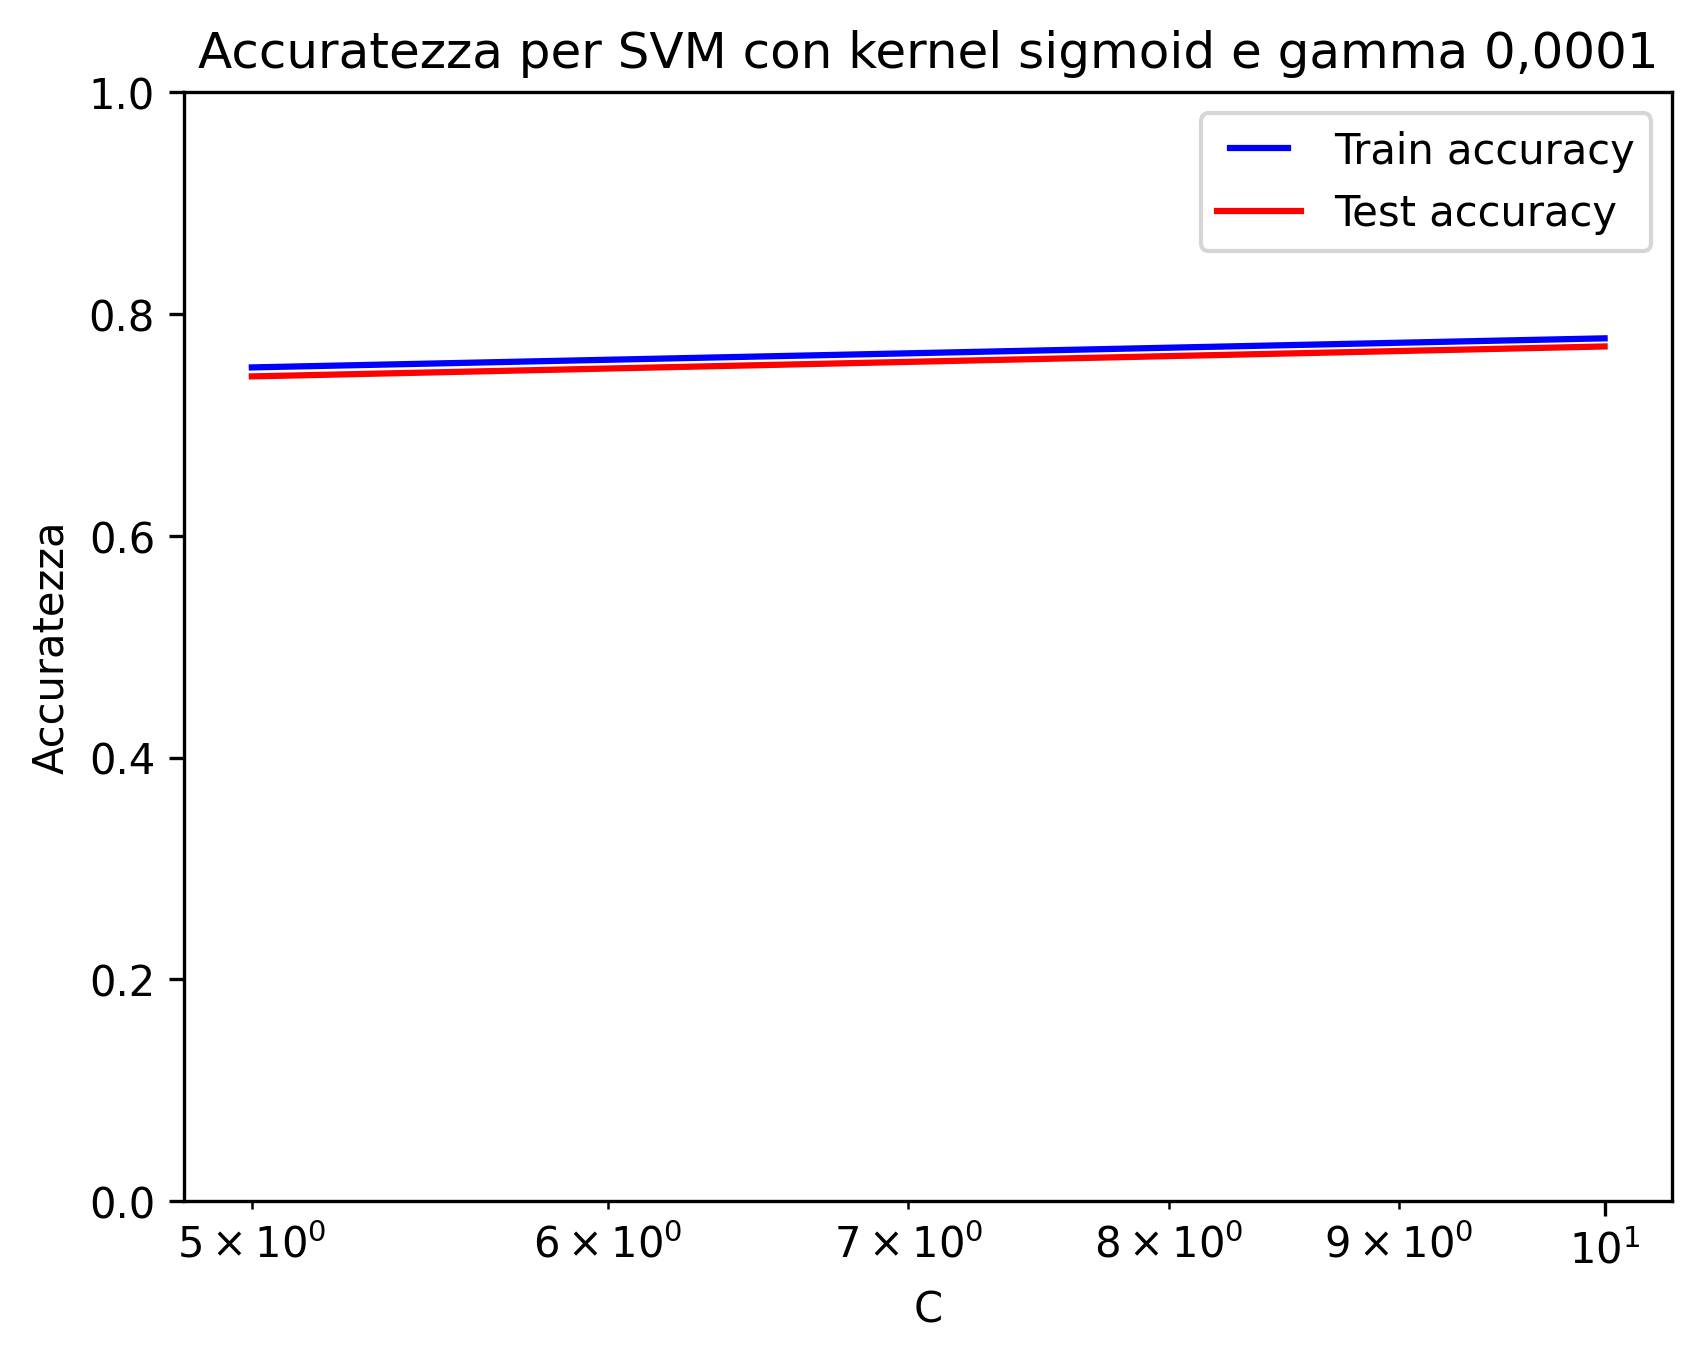 Accuratezza per SVM con kernel sigmoid e gamma 0,0001
1.0
0.8
0.6
0.4
0.2
0.0
Accuratezza
Train accuracy
Test accuracy
5 × 10⁰ 6 × 10⁰ 7 × 10⁰ 8 × 10⁰ 9 × 10⁰ 10¹
C